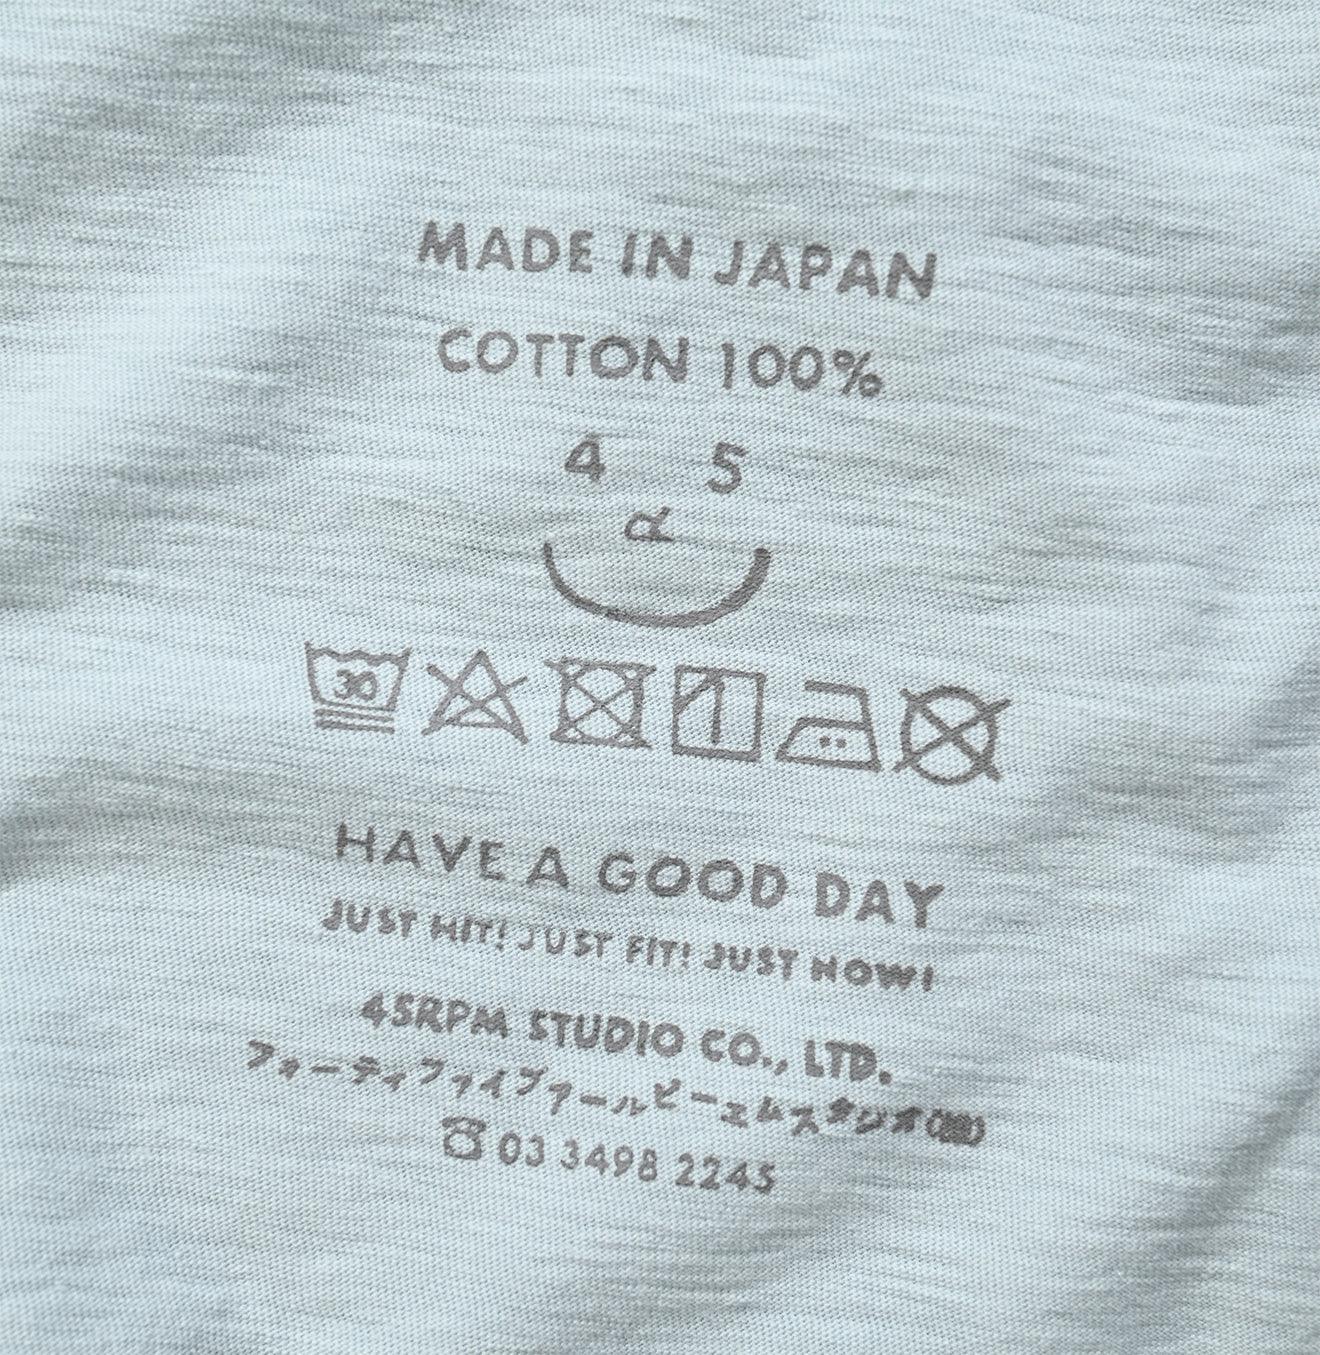 MADE IN JAPAN
COTTON 100%
4 5
α
30
HAVE A GOOD DAY
JUST HIT! JUST FIT! JUST NOW!
45RPM STUDIO CO., LTD.
フォーティファイブアールピーエムスタジオ㈱
☎ 03 3498 2245